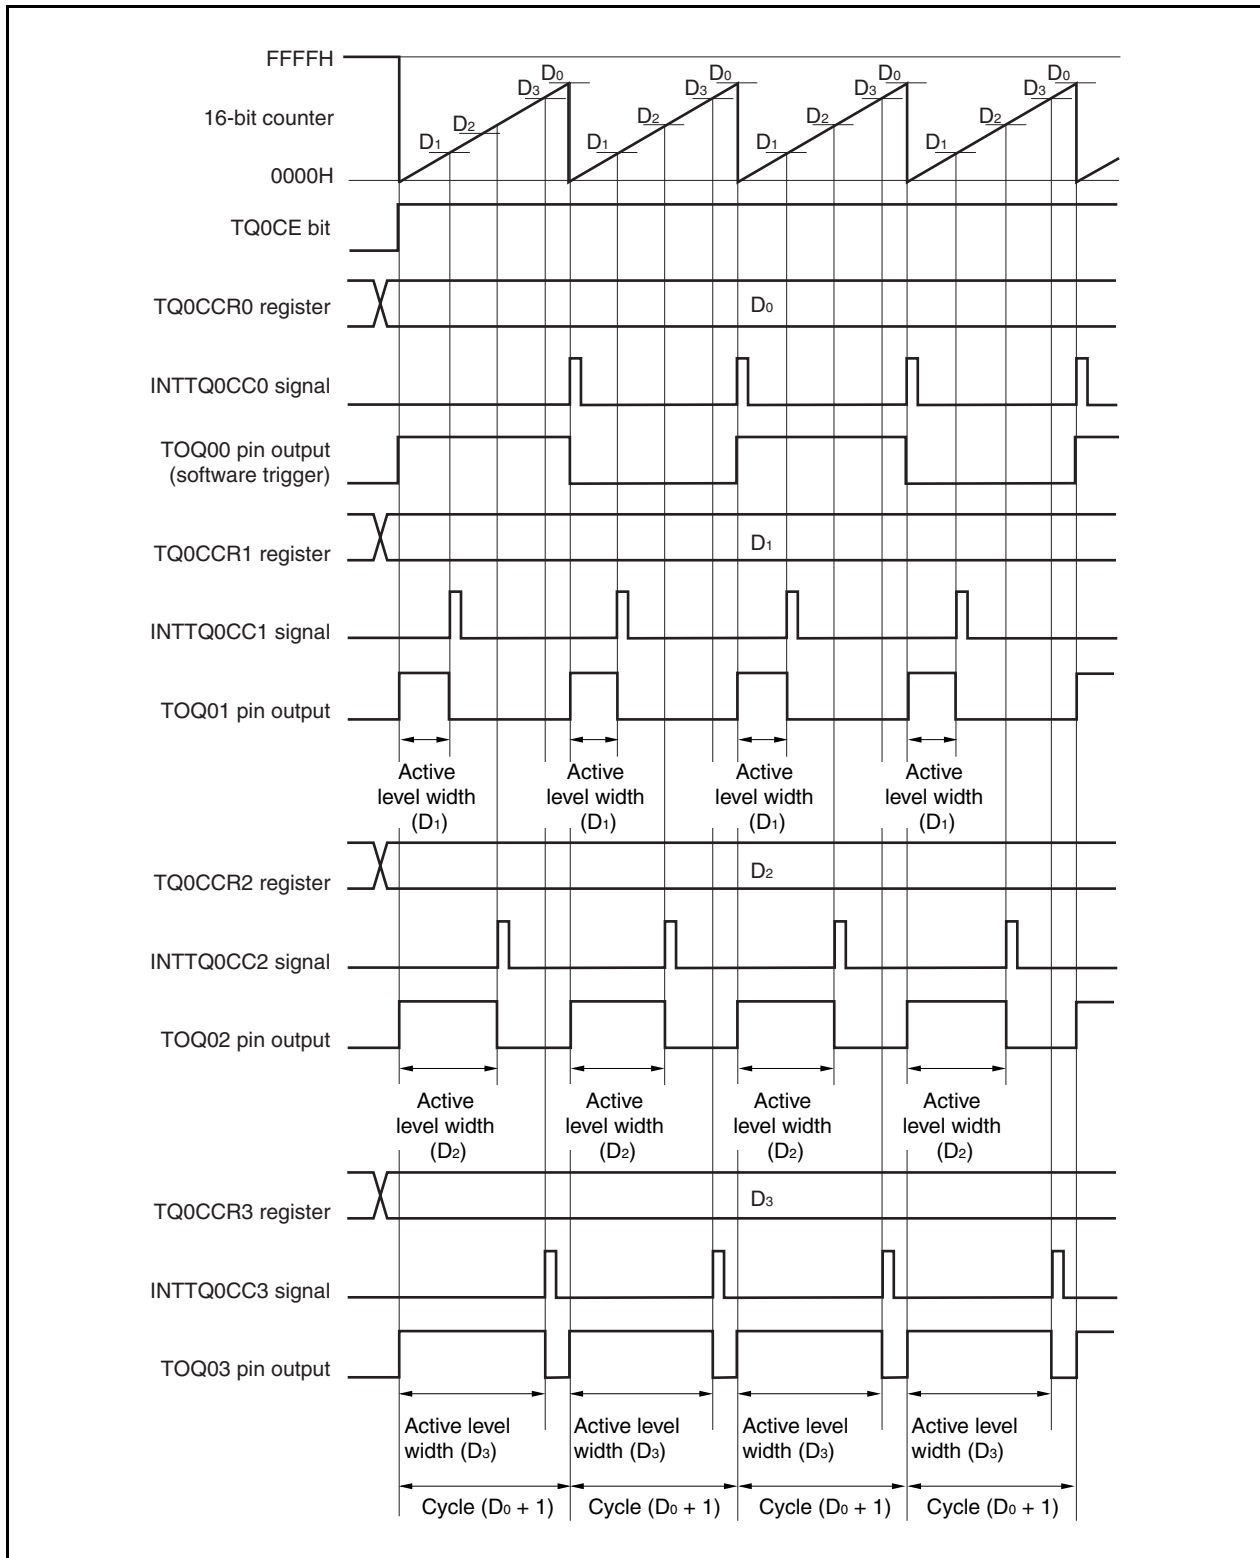 FFFFH
D0 D0 D0 D0
D3 D3 D3 D3
16-bit counter
D2 D2 D2 D2
D1 D1 D1 D1
0000H
TQ0CE bit
TQ0CCR0 register
D0
INTTQ0CC0 signal
TOQ00 pin output
(software trigger)
TQ0CCR1 register
D1
INTTQ0CC1 signal
TOQ01 pin output
Active
level width
(D1)
Active
level width
(D1)
Active
level width
(D1)
Active
level width
(D1)
TQ0CCR2 register
D2
INTTQ0CC2 signal
TOQ02 pin output
Active
level width
(D2)
Active
level width
(D2)
Active
level width
(D2)
Active
level width
(D2)
TQ0CCR3 register
D3
INTTQ0CC3 signal
TOQ03 pin output
Active level
width (D3)
Active level
width (D3)
Active level
width (D3)
Active level
width (D3)
Cycle (D0 + 1)
Cycle (D0 + 1)
Cycle (D0 + 1)
Cycle (D0 + 1)